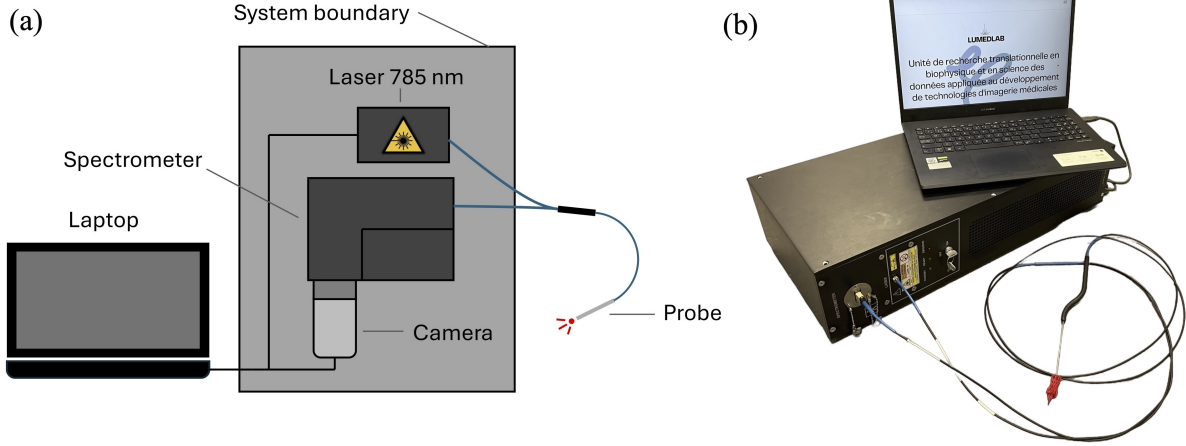 (a)
System boundary
Laser 785 nm
Spectrometer
Laptop
Camera
Probe
(b)
LUMEDLAB
Unité de recherche translationnelle en
biophysique et en science des
données appliquée au développement
de technologies d'imagerie médicales